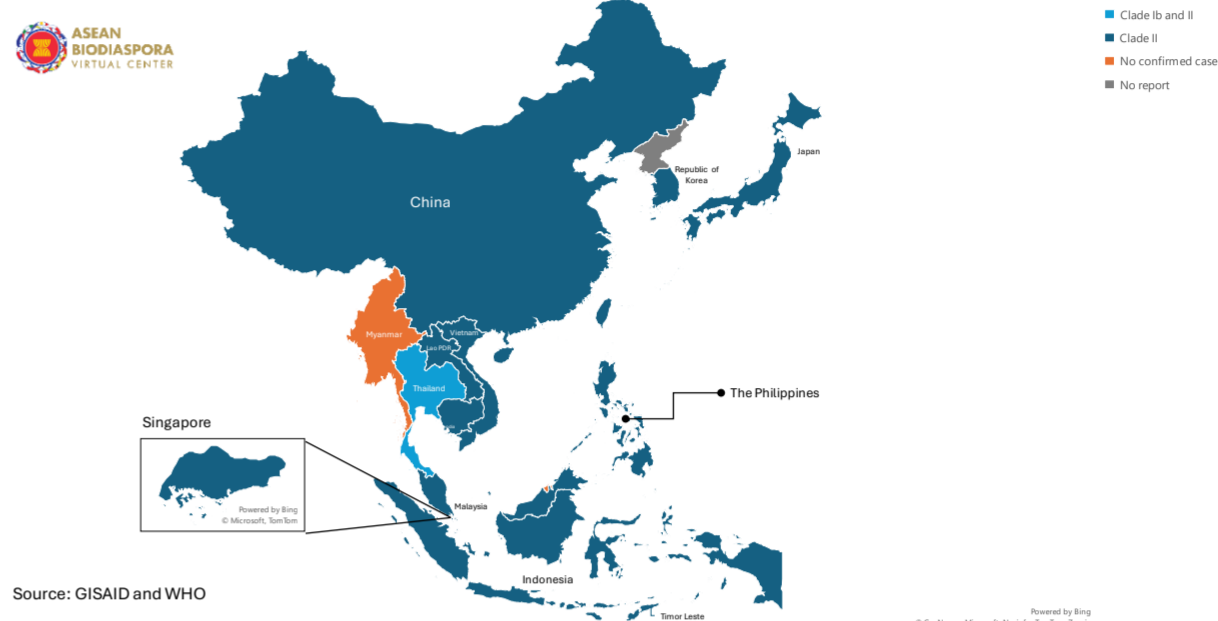 ASEAN
BIODIASPORA
VIRTUAL CENTER
Clade Ib and II
Clade II
No confirmed case
No report
Japan
Republic of
Korea
China
Myanmar
Vietnam
Lao PDR
Thailand
The Philippines
Singapore
Powered by Bing
© Microsoft, TomTom
Malaysia
Indonesia
Source: GISAID and WHO
Timor Leste
Powered by Bing